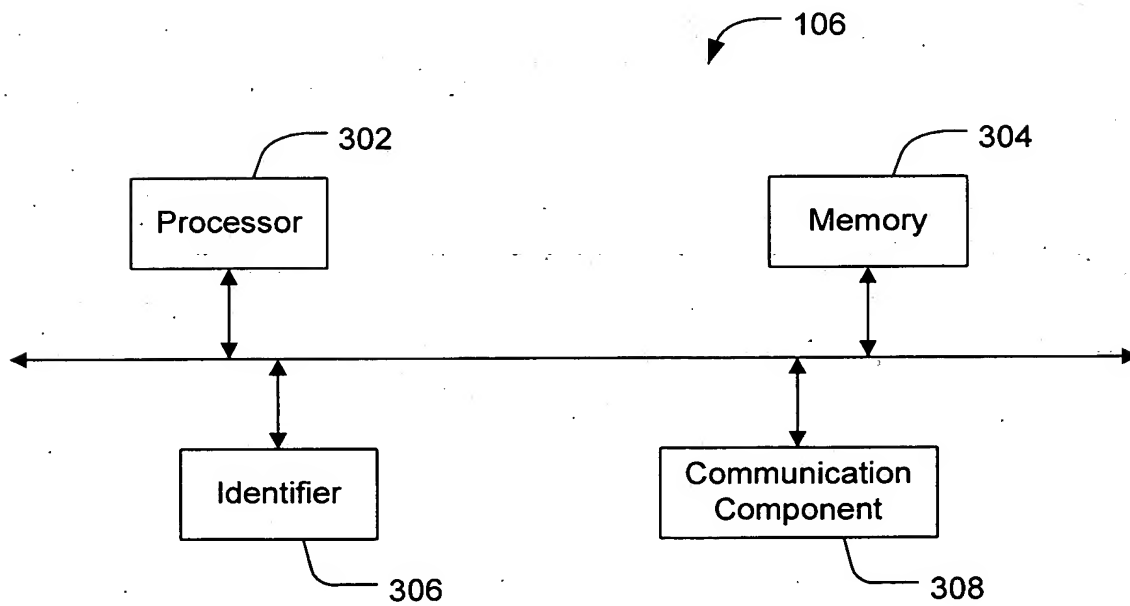 106
302
304
Processor
Memory
Identifier
Communication
Component
306
308